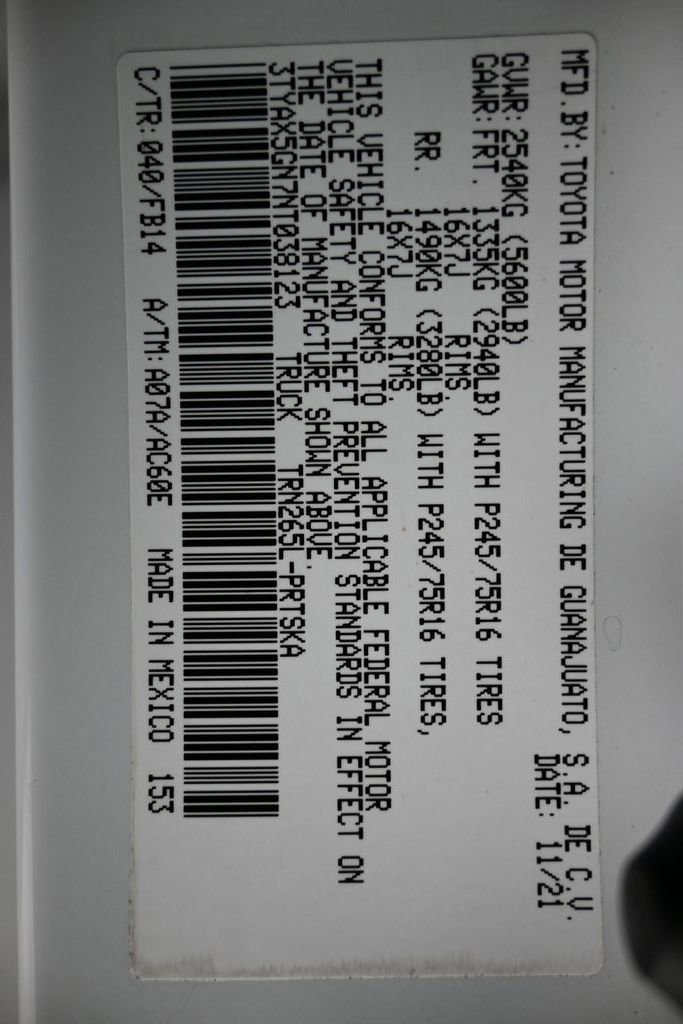 MFD. BY: TOYOTA MOTOR MANUFACTURING DE GUANAJUATO, S.A. DE C.V.
DATE: 11/21
GVWR: 2540KG (5600LB)
GAWR: FRT. 1335KG (2940LB) WITH P245/75R16 TIRES
16X7J RIMS,
RR. 1490KG (3280LB) WITH P245/75R16 TIRES,
16X7J RIMS,
THIS VEHICLE CONFORMS TO ALL APPLICABLE FEDERAL MOTOR
VEHICLE SAFETY AND THEFT PREVENTION STANDARDS IN EFFECT ON
THE DATE OF MANUFACTURE SHOWN ABOVE.
3TYAX5GN7NT038123 TRUCK TRN265L-PRTSKA
C/TR: 040/FB14 A/TM: A07A/AC60E MADE IN MEXICO 153